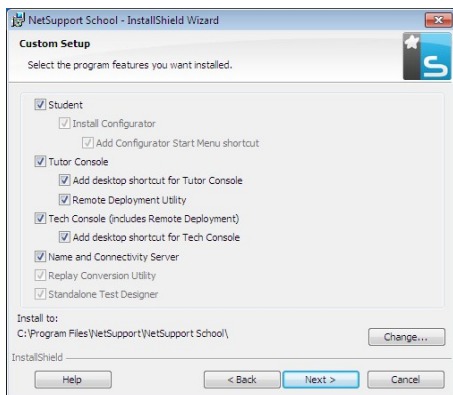 NetSupport School - InstallShield Wizard
Custom Setup
Select the program features you want installed.
S
Student
Install Configurator
Add Configurator Start Menu shortcut
Tutor Console
Add desktop shortcut for Tutor Console
Remote Deployment Utility
Tech Console (includes Remote Deployment)
Add desktop shortcut for Tech Console
Name and Connectivity Server
Replay Conversion Utility
Standalone Test Designer
Install to:
C:\Program Files\NetSupport\NetSupport School\
Change...
InstallShield
Help < Back Next > Cancel